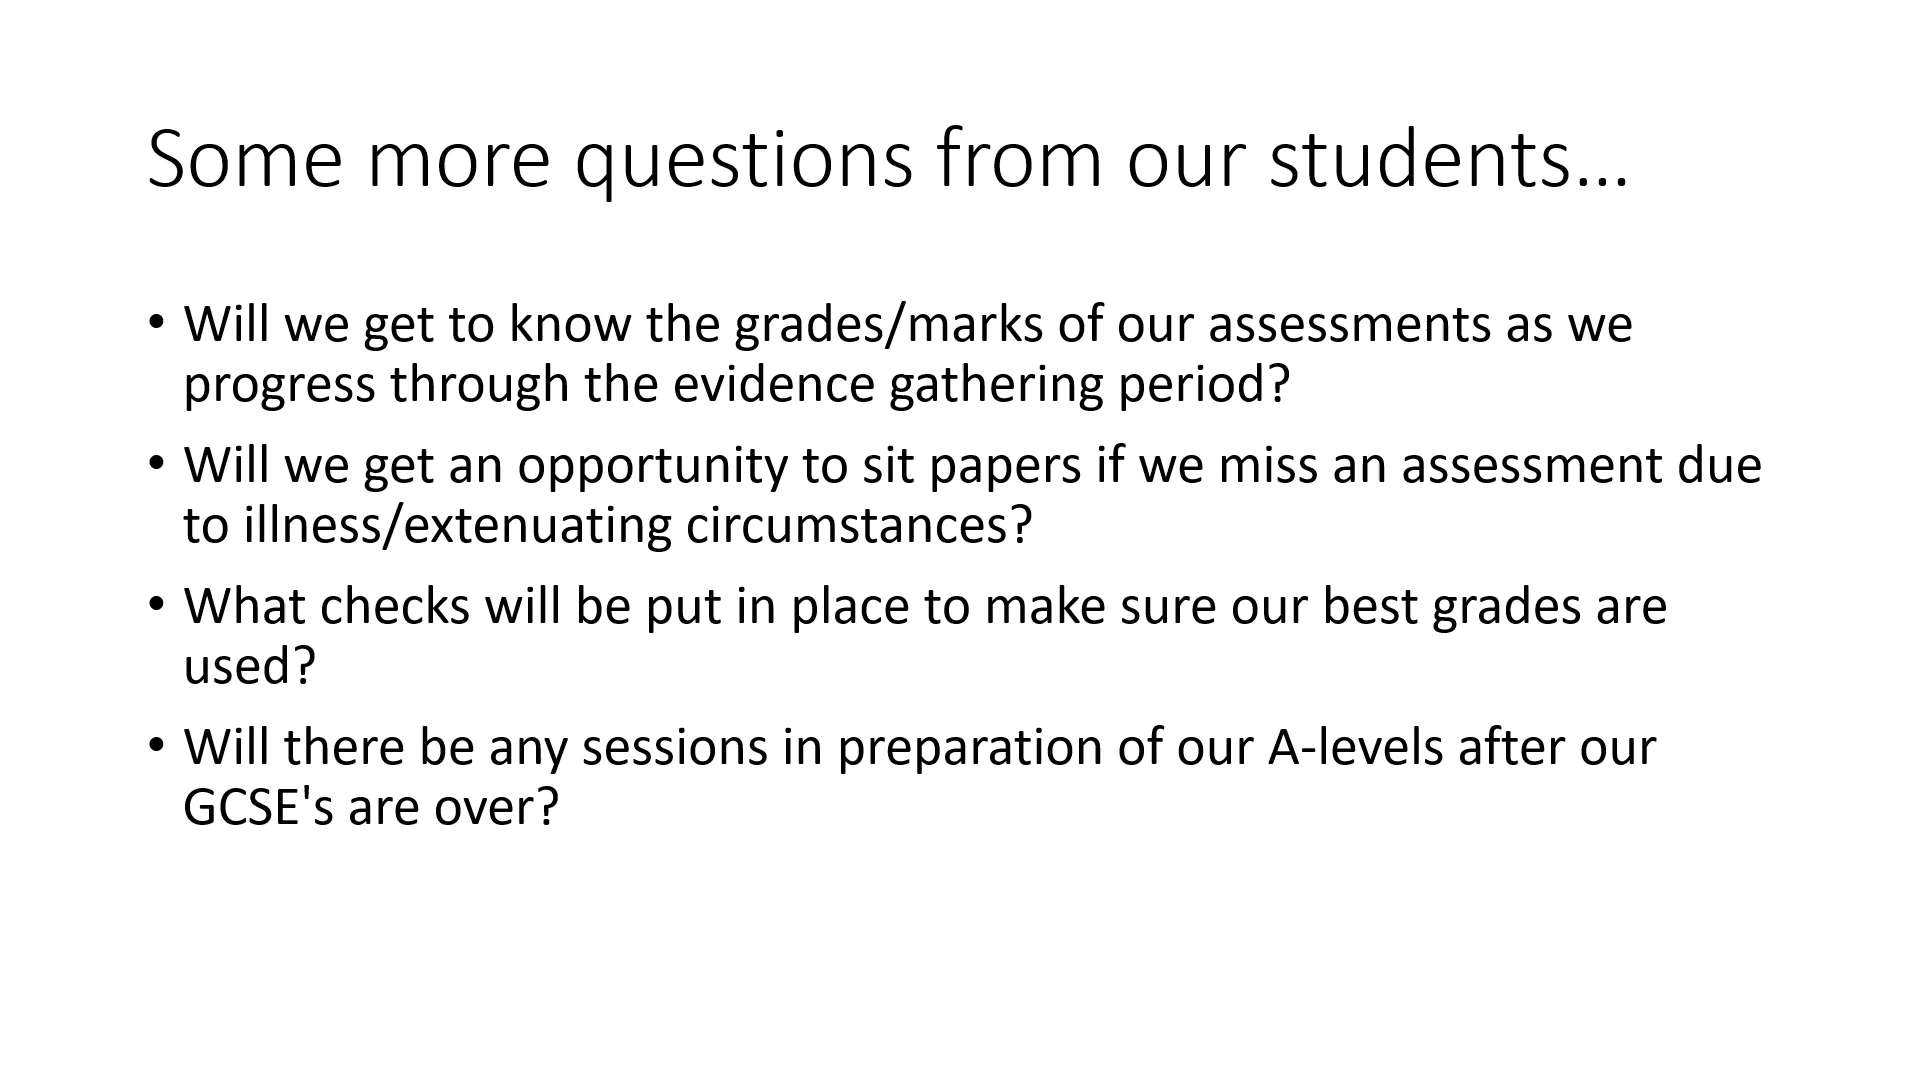 Some more questions from our students…
• Will we get to know the grades/marks of our assessments as we
progress through the evidence gathering period?
• Will we get an opportunity to sit papers if we miss an assessment due
to illness/extenuating circumstances?
• What checks will be put in place to make sure our best grades are
used?
• Will there be any sessions in preparation of our A-levels after our
GCSE's are over?